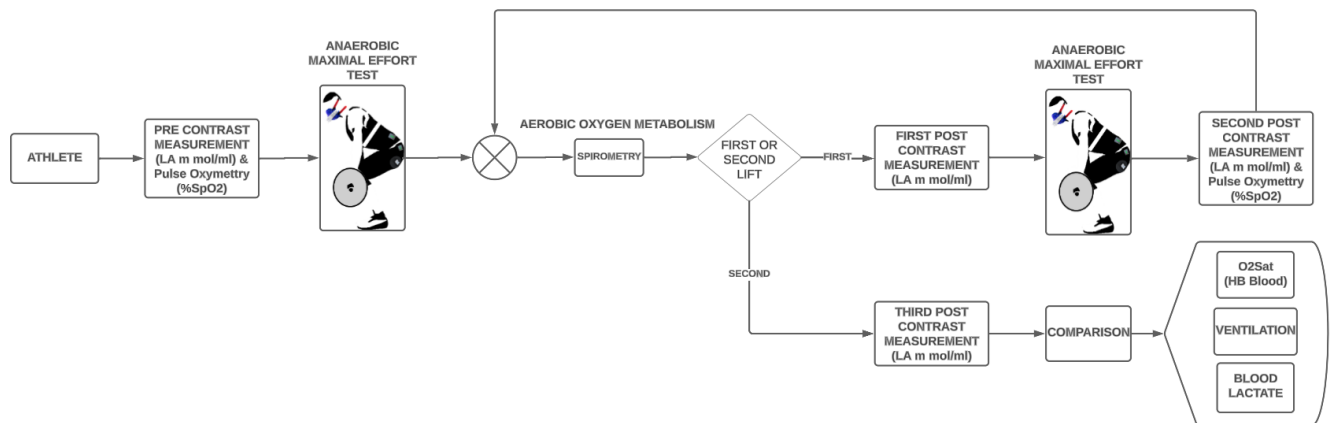 ATHLETE
PRE CONTRAST
MEASUREMENT
(LA m mol/ml) &
Pulse Oxymettry
(%SpO2)
ANAEROBIC
MAXIMAL EFFORT
TEST
AEROBIC OXYGEN METABOLISM
SPIROMETRY
FIRST OR
SECOND
LIFT
FIRST
FIRST POST
CONTRAST
MEASUREMENT
(LA m mol/ml)
ANAEROBIC
MAXIMAL EFFORT
TEST
SECOND POST
CONTRAST
MEASUREMENT
(LA m mol/ml) &
Pulse Oxymettry
(%SpO2)
SECOND
THIRD POST
CONTRAST
MEASUREMENT
(LA m mol/ml)
COMPARISON
O2Sat
(HB Blood)
VENTILATION
BLOOD
LACTATE